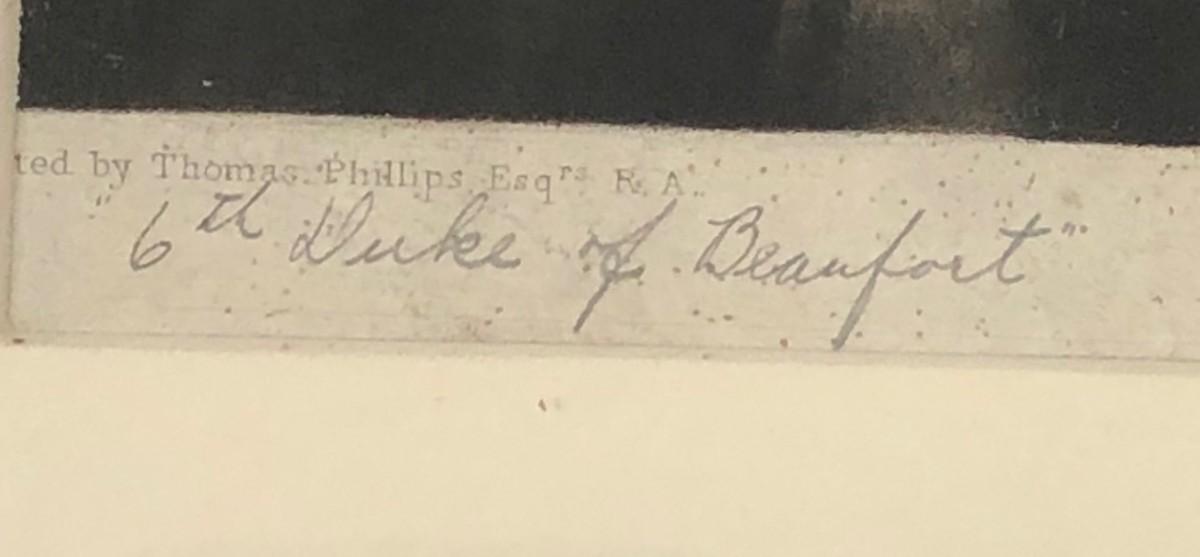 ted by Thomas Phillips Esqrs R. A.
"6th Duke of Beaufort"